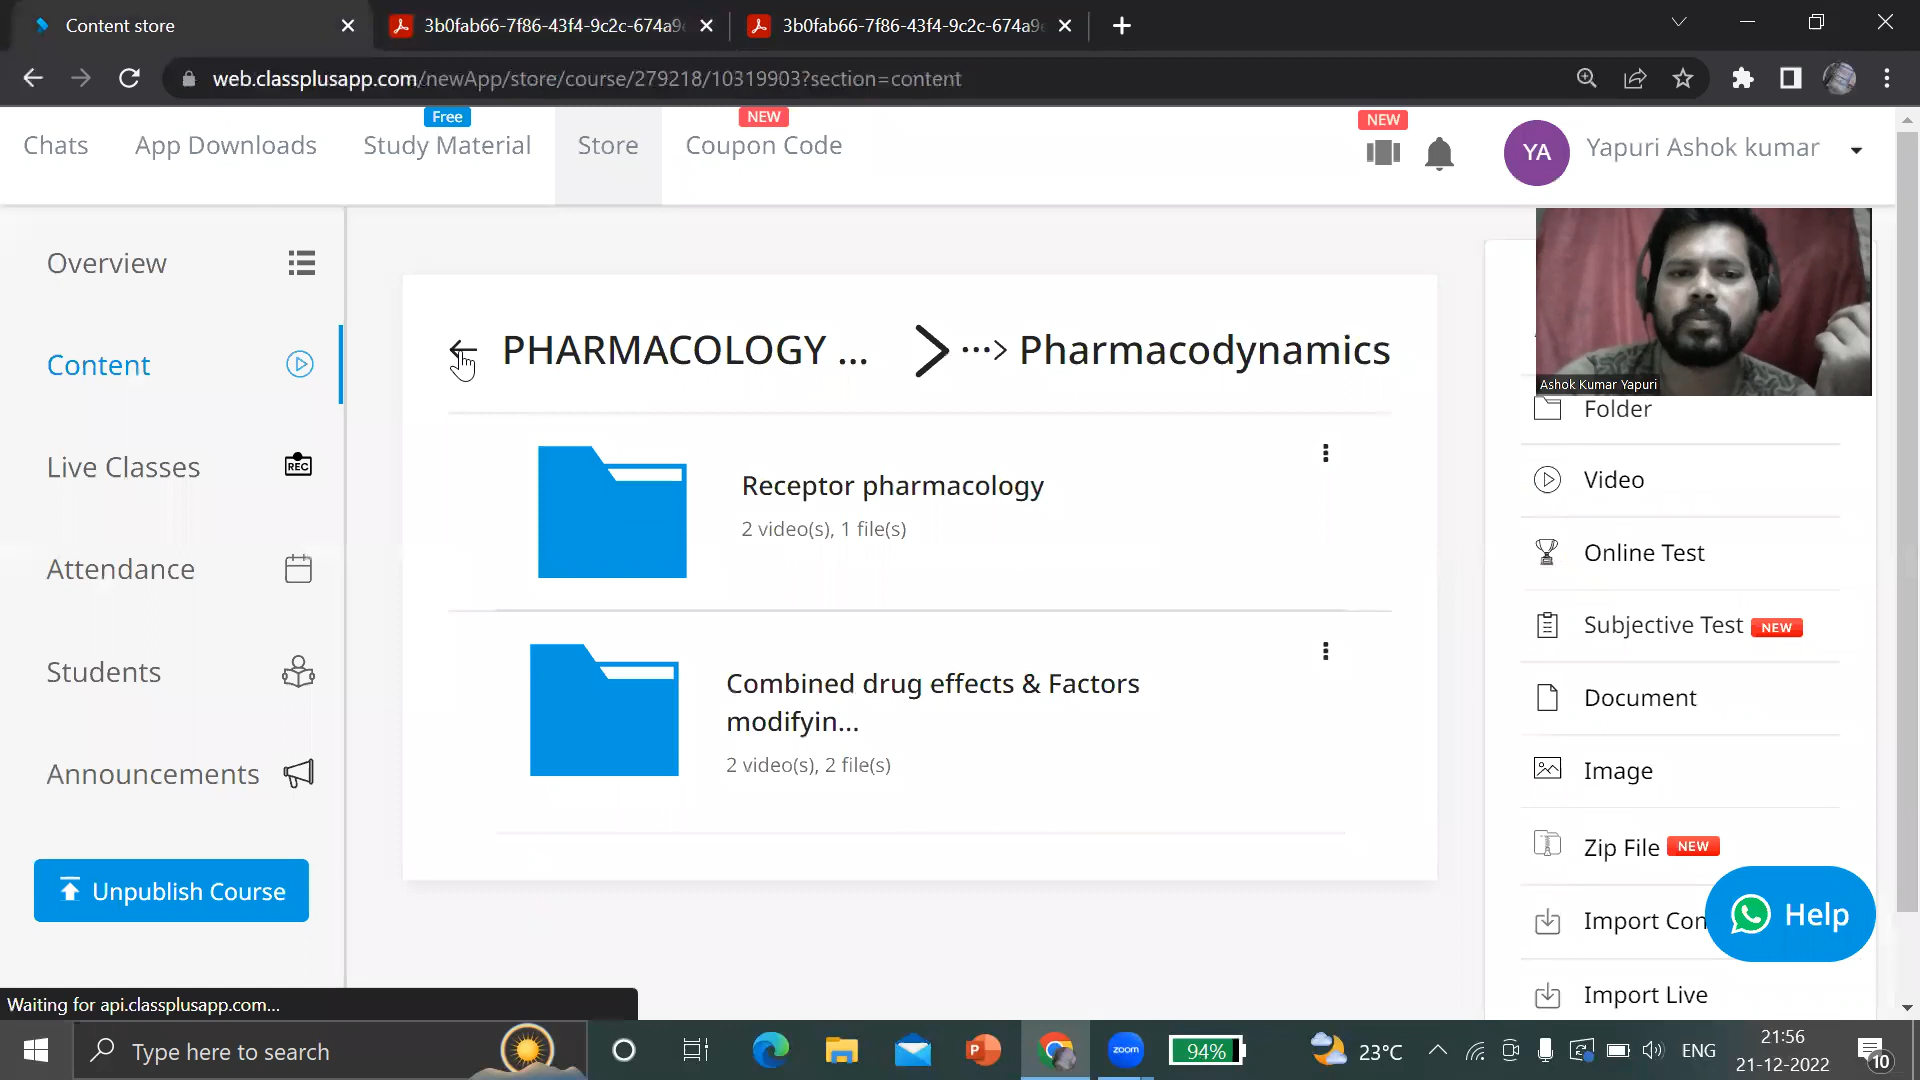 Content store
3b0fab66-7f86-43f4-9c2c-674a9
3b0fab66-7f86-43f4-9c2c-674a9
web.classplusapp.com/newApp/store/course/279218/10319903?section=content
Chats
App Downloads
Free
Study Material
Store
NEW
Coupon Code
NEW
YA
Yapuri Ashok kumar
Overview
Content
Live Classes
REC
Attendance
Students
Announcements
Unpublish Course
PHARMACOLOGY ...
Pharmacodynamics
Receptor pharmacology
2 video(s), 1 file(s)
Combined drug effects & Factors
modifyin...
2 video(s), 2 file(s)
Ashok Kumar Yapuri
Folder
Video
Online Test
Subjective Test NEW
Document
Image
Zip File NEW
Import Con
Import Live
Help
Waiting for api.classplusapp.com...
Type here to search
zoom
94%
23°C
ENG
21:56
21-12-2022
10